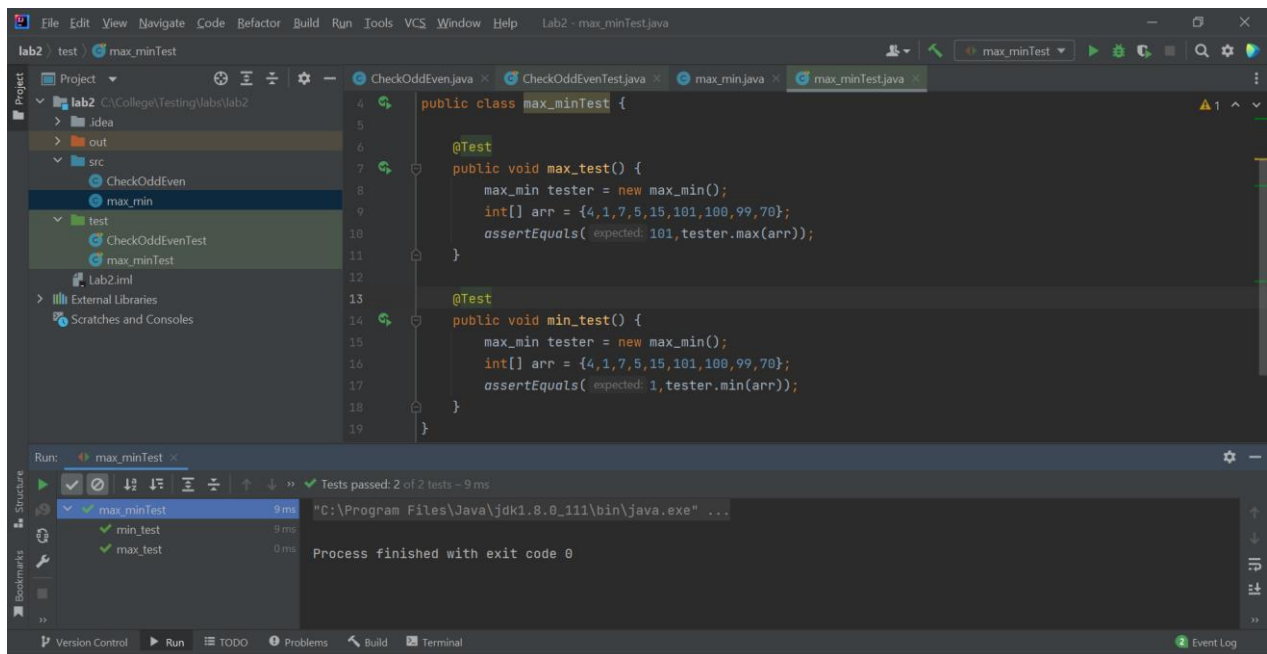 File Edit View Navigate Code Refactor Build Run Tools VCS Window Help Lab2 - max_minTest.java
lab2 test max_minTest
max_minTest
Project
Project
CheckOddEven.java
CheckOddEvenTest.java
max_min.java
max_minTest.java
lab2 C:\College\Testing\labs\lab2
.idea
out
src
CheckOddEven
max_min
test
CheckOddEvenTest
max_minTest
Lab2.iml
External Libraries
Scratches and Consoles
1
4 public class max_minTest {
5
6 @Test
7 public void max_test() {
8 max_min tester = new max_min();
9 int[] arr = {4,1,7,5,15,101,100,99,70};
10 assertEquals( expected: 101,tester.max(arr));
11 }
12
13 @Test
14 public void min_test() {
15 max_min tester = new max_min();
16 int[] arr = {4,1,7,5,15,101,100,99,70};
17 assertEquals( expected: 1,tester.min(arr));
18 }
19 }
Run: max_minTest
Tests passed: 2 of 2 tests – 9 ms
max_minTest 9 ms
min_test 9 ms
max_test 0 ms
"C:\Program Files\Java\jdk1.8.0_111\bin\java.exe" ...
Process finished with exit code 0
Structure
Bookmarks
Version Control Run TODO Problems Build Terminal 2 Event Log